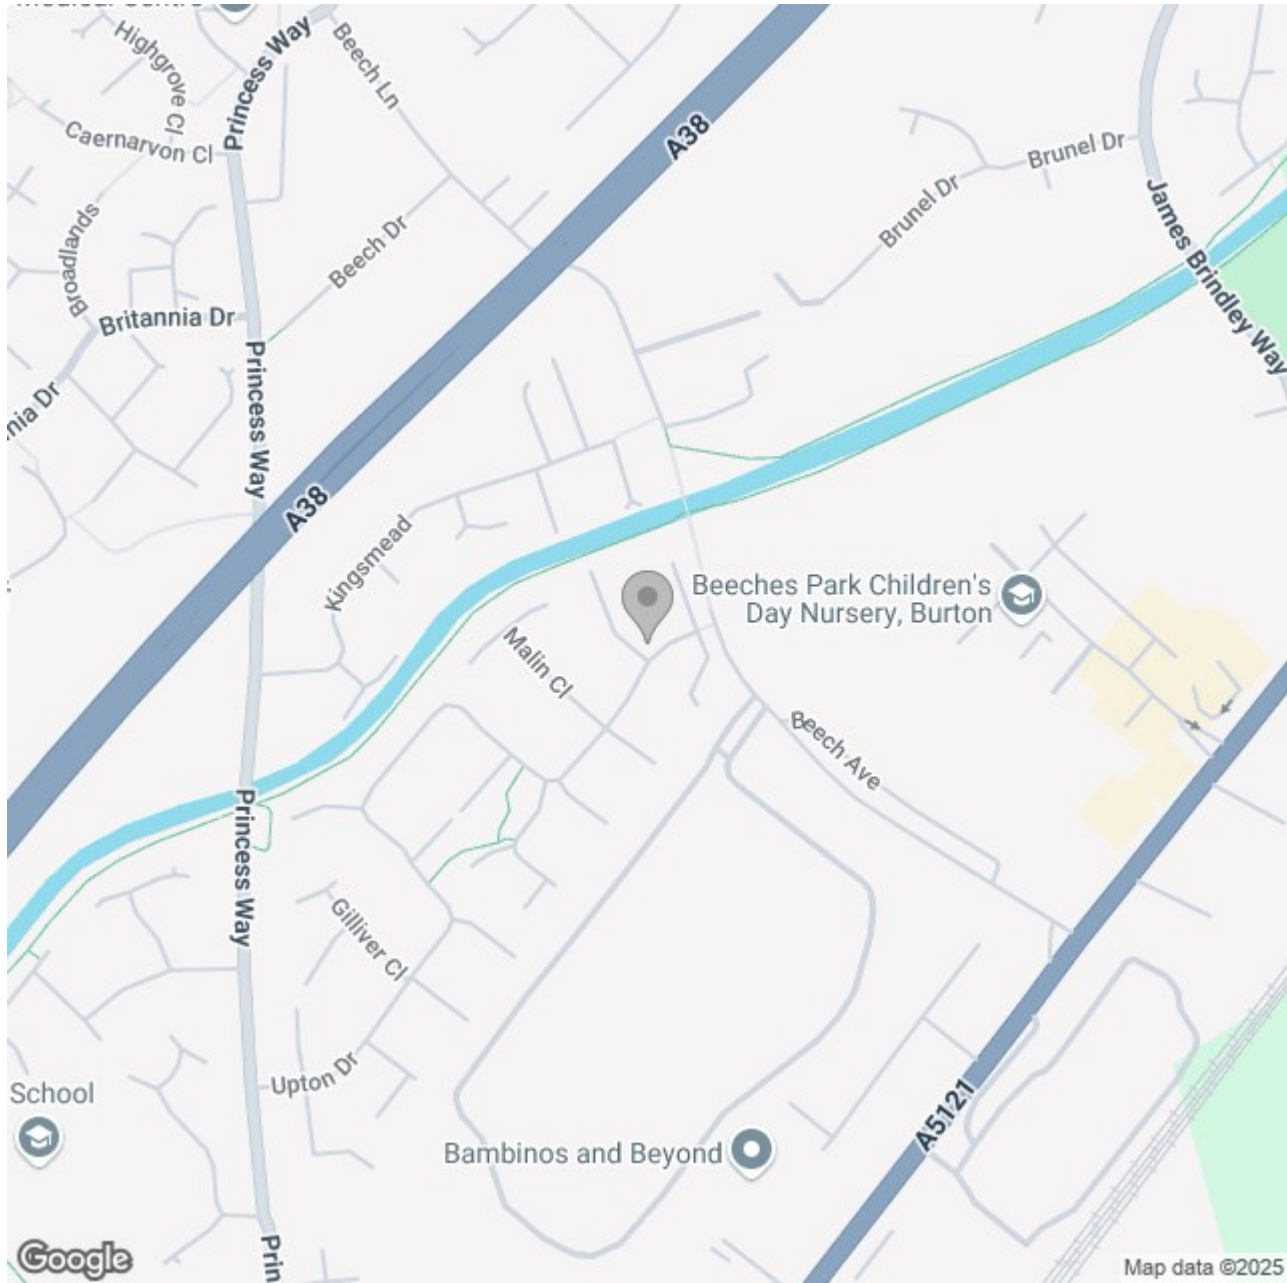 Medical Centre
Highgrove Cl
Princess Way
Beech Ln
A38
Caernarvon Cl
Brunel Dr
Brunel Dr
James Brindley Way
Broadlands
Beech Dr
Britannia Dr
Princess Way
nia Dr
A38
Kingsmead
Beeches Park Children's
Day Nursery, Burton
Malin Cl
Beech Ave
Princess Way
Gilliver Cl
Upton Dr
School
A5121
Bambinos and Beyond
Prin
Google
Map data ©2025